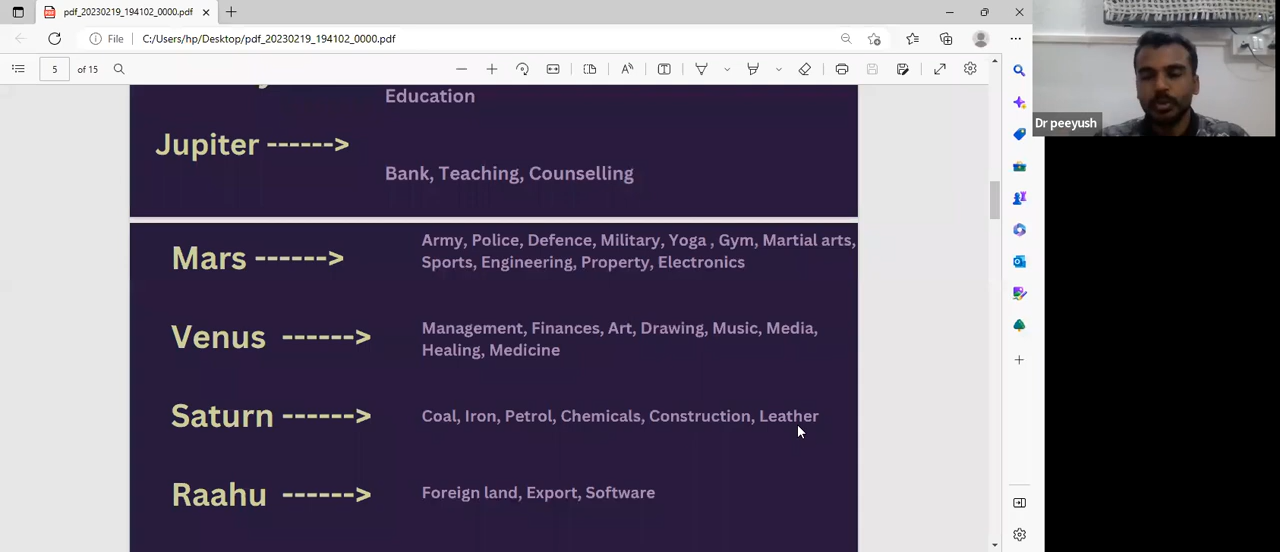 pdf_20230219_194102_0000.pdf
File
C:/Users/hp/Desktop/pdf_20230219_194102_0000.pdf
5 of 15
Education
Jupiter ------>
Bank, Teaching, Counselling
Mars ------>
Army, Police, Defence, Military, Yoga , Gym, Martial arts,
Sports, Engineering, Property, Electronics
Venus ------>
Management, Finances, Art, Drawing, Music, Media,
Healing, Medicine
Saturn ------>
Coal, Iron, Petrol, Chemicals, Construction, Leather
Raahu ------>
Foreign land, Export, Software
Dr peeyush